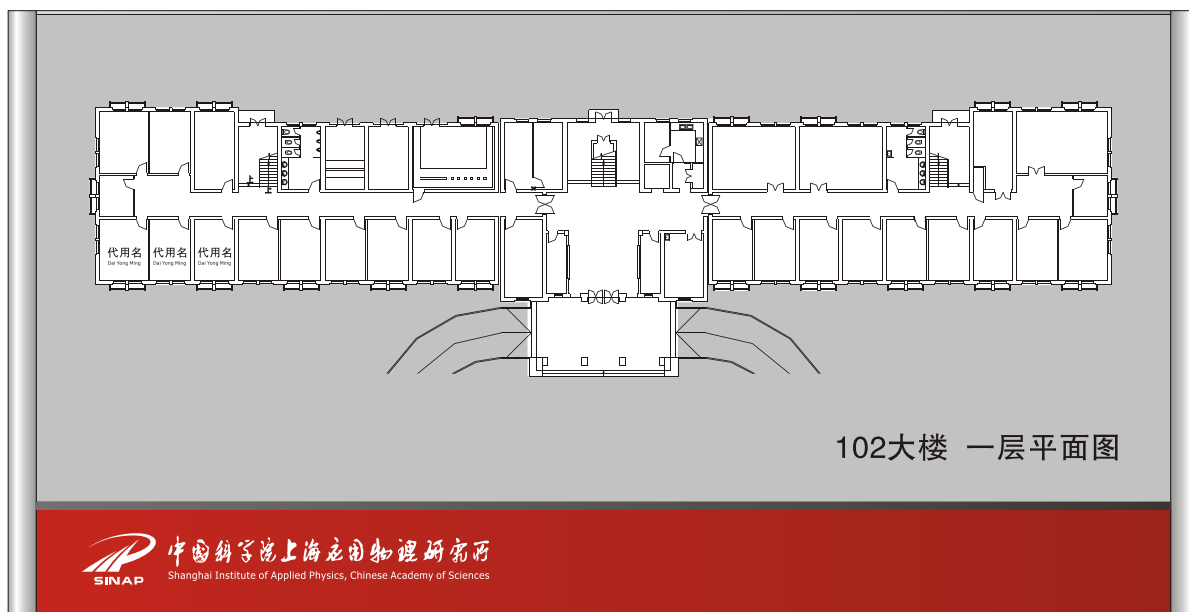 代用名 代用名 代用名
Dai Yong Ming Dai Yong Ming Dai Yong Ming
102大楼 一层平面图
中国科学院上海应用物理研究所
Shanghai Institute of Applied Physics, Chinese Academy of Sciences
SINAP